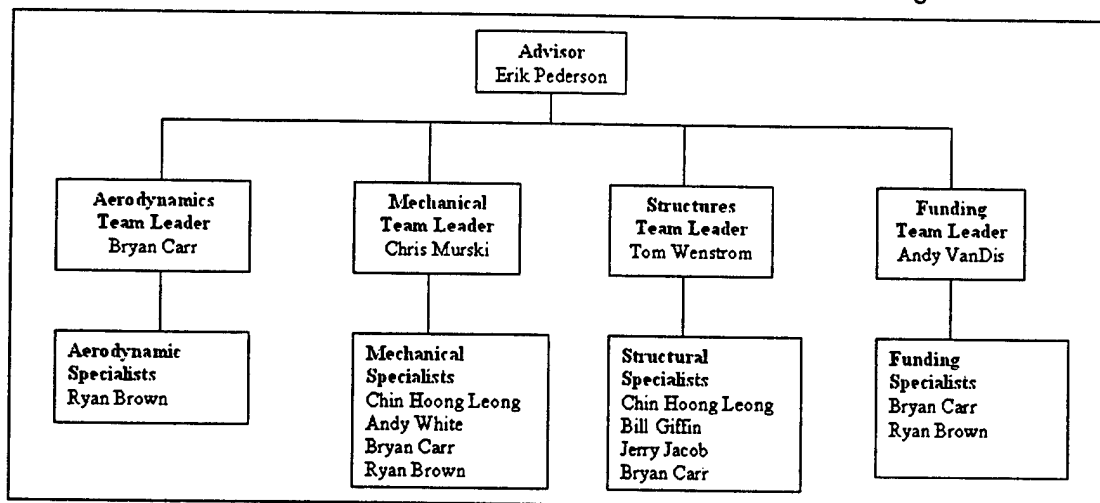 Advisor
Erik Pederson
Aerodynamics
Team Leader
Bryan Carr
Mechanical
Team Leader
Chris Murski
Structures
Team Leader
Tom Wenstrom
Funding
Team Leader
Andy VanDis
Aerodynamic
Specialists
Ryan Brown
Mechanical
Specialists
Chin Hoong Leong
Andy White
Bryan Carr
Ryan Brown
Structural
Specialists
Chin Hoong Leong
Bill Giffin
Jerry Jacob
Bryan Carr
Funding
Specialists
Bryan Carr
Ryan Brown